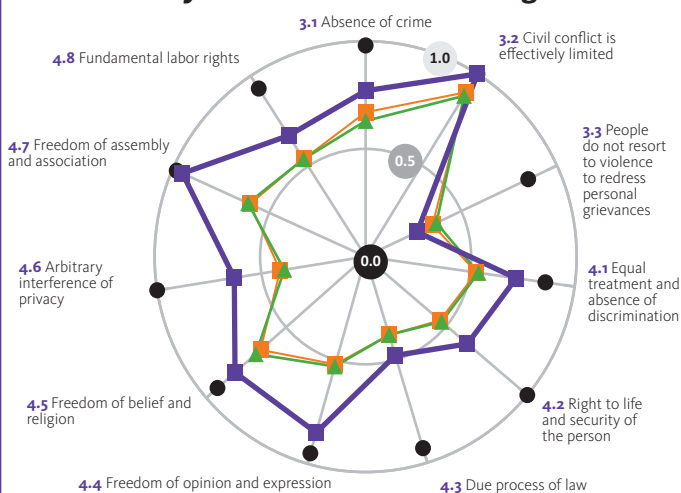 3.1 Absence of crime
3.2 Civil conflict is
effectively limited
4.8 Fundamental labor rights
1.0
3.3 People
do not resort
to violence
to redress
personal
grievances
4.7 Freedom of assembly
and association
0.5
4.6 Arbitrary
interference of
privacy
0.0
4.1 Equal
treatment and
absence of
discrimination
4.5 Freedom of belief and
religion
4.2 Right to life
and security of
the person
4.4 Freedom of opinion and expression
4.3 Due process of law